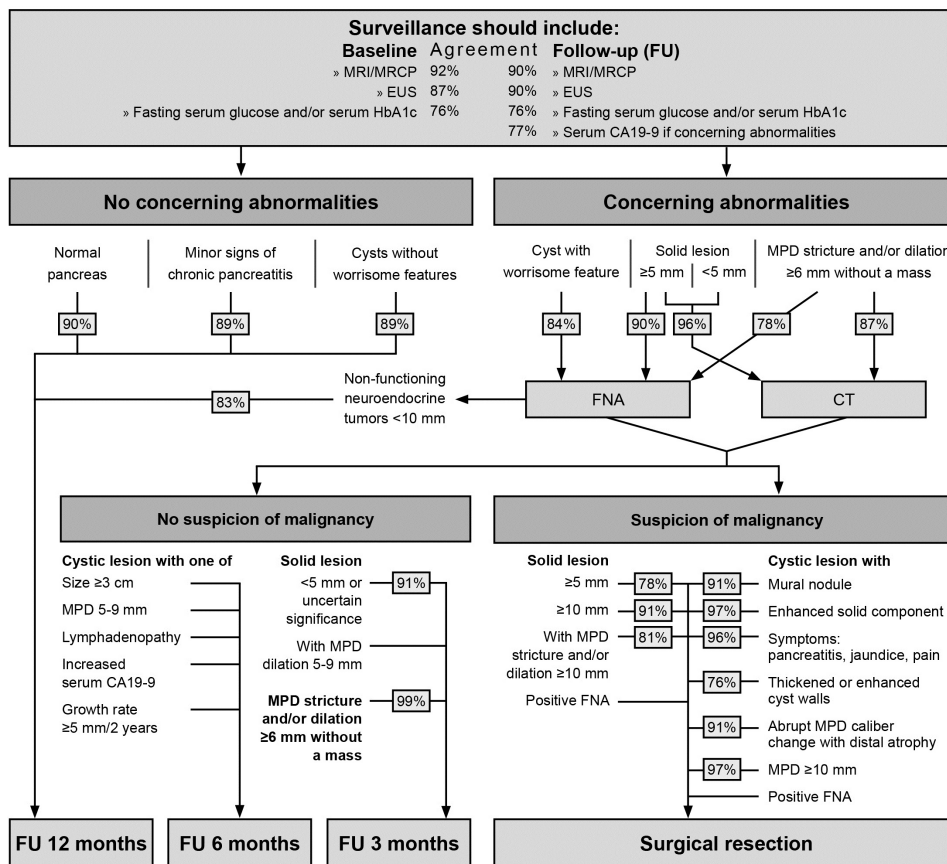 Surveillance should include:
Baseline Agreement Follow-up (FU)
» MRI/MRCP 92% 90% » MRI/MRCP
» EUS 87% 90% » EUS
» Fasting serum glucose and/or serum HbA1c 76% 76% » Fasting serum glucose and/or serum HbA1c
77% » Serum CA19-9 if concerning abnormalities
No concerning abnormalities
Normal
pancreas
Minor signs of
chronic pancreatitis
Cysts without
worrisome features
90%
89%
89%
Concerning abnormalities
Cyst with
worrisome feature
Solid lesion
≥5 mm
<5 mm
MPD stricture and/or dilation
≥6 mm without a mass
84%
90%
96%
78%
87%
FNA
CT
Non-functioning
neuroendocrine
tumors <10 mm
83%
No suspicion of malignancy
Cystic lesion with one of
Size ≥3 cm
MPD 5-9 mm
Lymphadenopathy
Increased
serum CA19-9
Growth rate
≥5 mm/2 years
Solid lesion
<5 mm or
uncertain
significance
91%
With MPD
dilation 5-9 mm
MPD stricture
and/or dilation
≥6 mm without
a mass
99%
Suspicion of malignancy
Solid lesion
≥5 mm 78%
≥10 mm 91%
With MPD 81%
stricture and/or
dilation ≥10 mm
Positive FNA
Cystic lesion with
91% Mural nodule
97% Enhanced solid component
96% Symptoms:
pancreatitis, jaundice, pain
76% Thickened or enhanced
cyst walls
91% Abrupt MPD caliber
change with distal atrophy
97% MPD ≥10 mm
Positive FNA
FU 12 months
FU 6 months
FU 3 months
Surgical resection